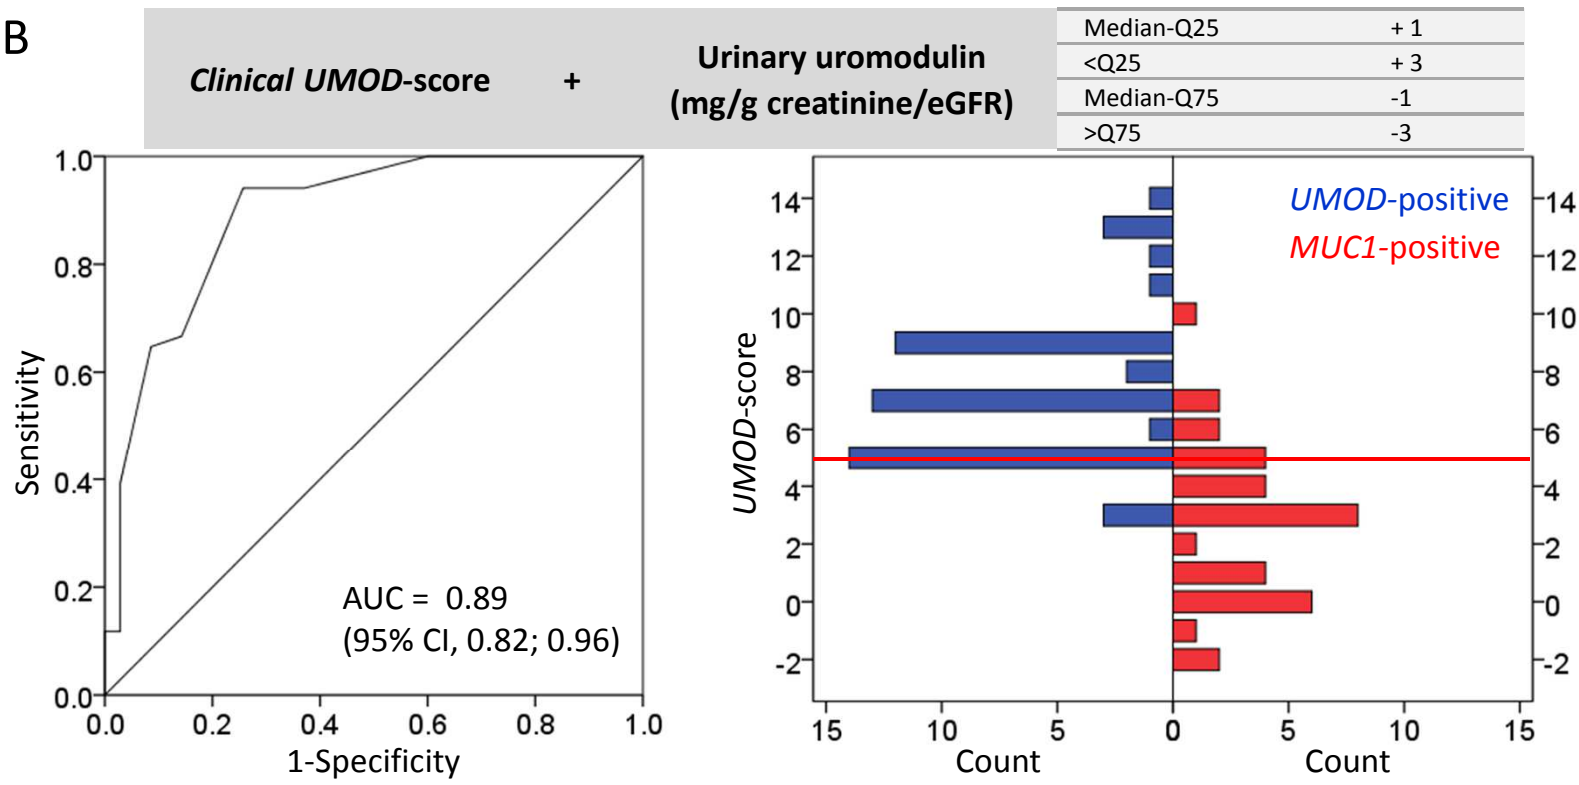 B
Clinical UMOD-score + Urinary uromodulin
(mg/g creatinine/eGFR)
Median-Q25 + 1
<Q25 + 3
Median-Q75 -1
>Q75 -3
1.0
0.8
0.6
0.4
0.2
0.0
Sensitivity
AUC = 0.89
(95% CI, 0.82; 0.96)
0.0 0.2 0.4 0.6 0.8 1.0
1-Specificity
UMOD-positive
MUC1-positive
UMOD-score
14 14
12 12
10 10
8 8
6 6
4 4
2 2
0 0
-2 -2
15 10 5 0 5 10 15
Count Count